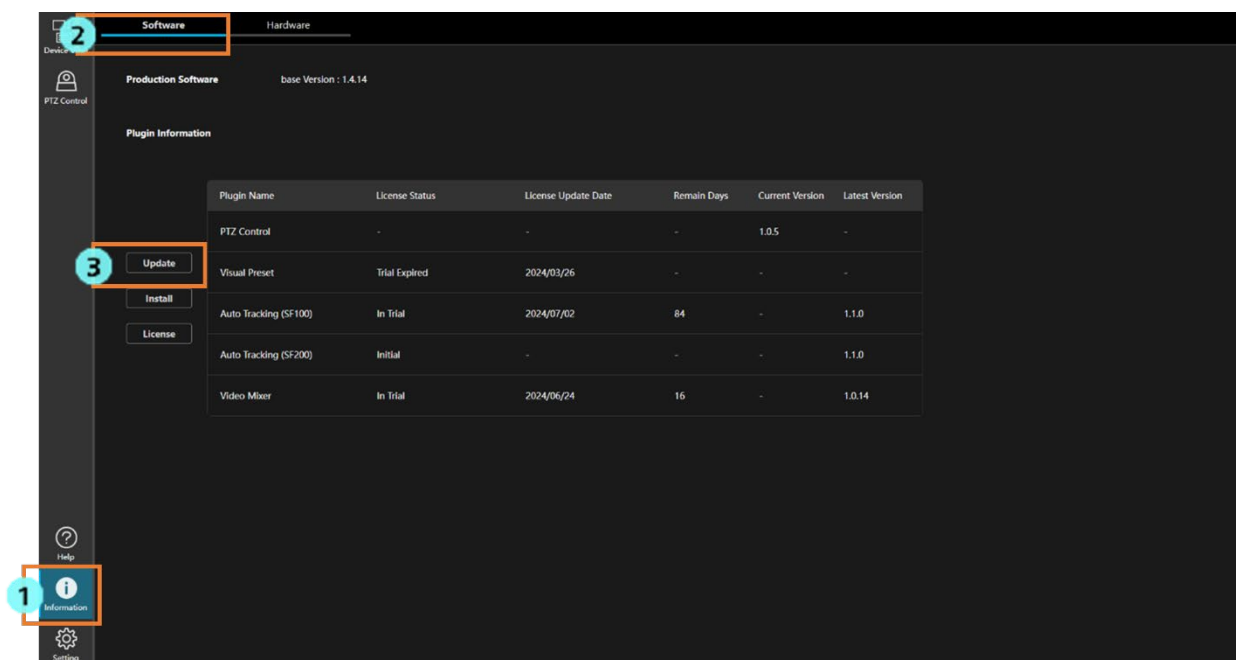 Software Hardware
2
Device
PTZ Control
Production Software base Version : 1.4.14
Plugin Information
Plugin Name License Status License Update Date Remain Days Current Version Latest Version
PTZ Control - - - 1.0.5 -
3 Update
Visual Preset Trial Expired 2024/03/26 - - -
Install
Auto Tracking (SF100) In Trial 2024/07/02 84 - 1.1.0
License
Auto Tracking (SF200) Initial - - - 1.1.0
Video Mixer In Trial 2024/06/24 16 - 1.0.14
Help
1 Information
Setting